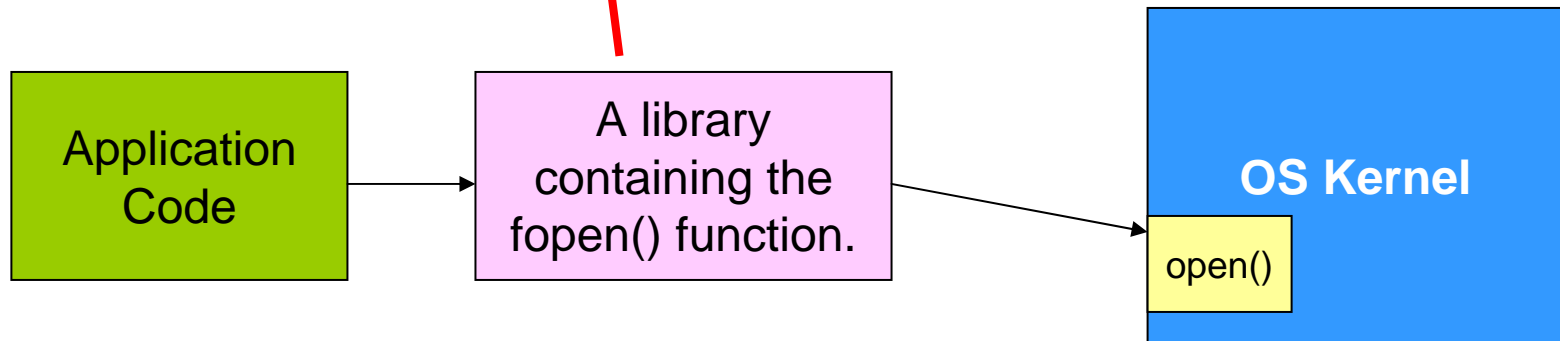 Application
Code
A library
containing the
fopen() function.
OS Kernel
open()